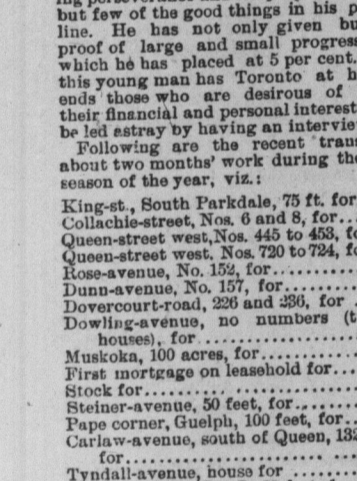 but few of the good things in his p
line. He has not only given bu
proof of large and small progres
which he has placed at 5 per cent.
this young man has Toronto at h
ends those who are desirous of
their financial and personal interest
be led astray by having an intervie
Following are the recent tran
about two months' work during the
season of the year, viz.:
King-st., South Parkdale, 75 ft. for
Collachie-street, Nos. 6 and 8, for...
Queen-street west, Nos. 445 to 453, fo
Queen-street west, Nos. 720 to 724, fo
Rose-avenue, No. 152, for...........
Dunn-avenue, No. 157, for..........
Dovercourt-road, 226 and 236, for
Dowling-avenue, no numbers (t
houses), for......................
Muskoka, 100 acres, for............
First mortgage on leasehold for...
Stock for..........................
Steiner-avenue, 50 feet, for........
Pape corner, Guelph, 100 feet, for..
Carlaw-avenue, south of Queen, 132
for................................
Tyndall-avenue, house for ........